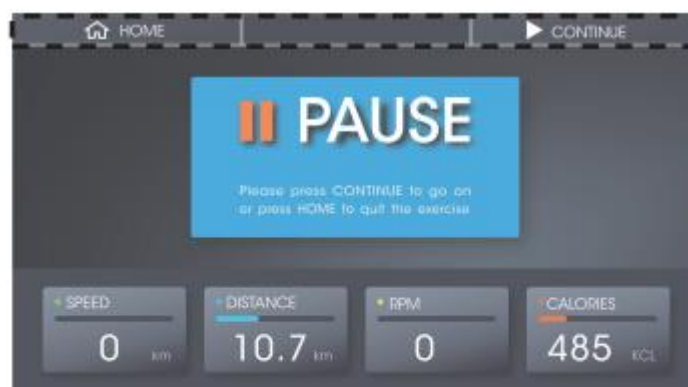 HOME
CONTINUE
PAUSE
Please press CONTINUE to go on
or press HOME to quit the exercise
SPEED
0 km
DISTANCE
10.7 km
RPM
0
CALORIES
485 KCL